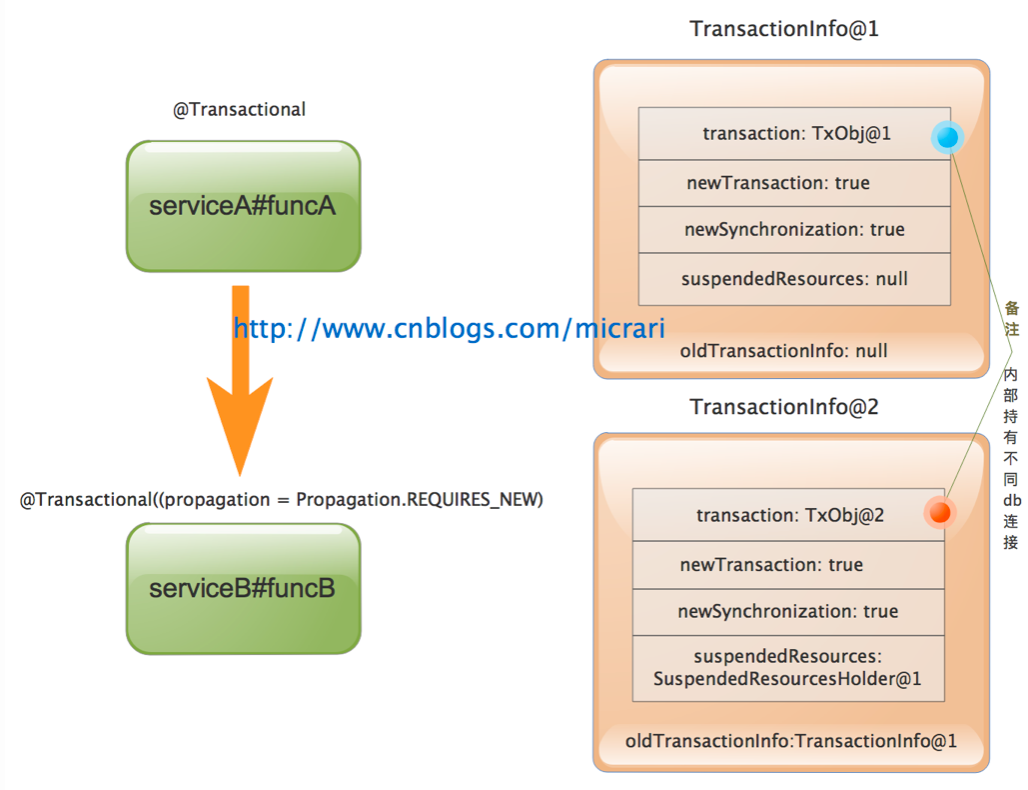 TransactionInfo@1
@Transactional
transaction: TxObj@1
newTransaction: true
serviceA#funcA
newSynchronization: true
suspendedResources: null
http://www.cnblogs.com/micrari
oldTransactionInfo: null
备注
内部持有不同db连接
TransactionInfo@2
@Transactional((propagation = Propagation.REQUIRES_NEW)
transaction: TxObj@2
newTransaction: true
serviceB#funcB
newSynchronization: true
suspendedResources:
SuspendedResourcesHolder@1
oldTransactionInfo:TransactionInfo@1